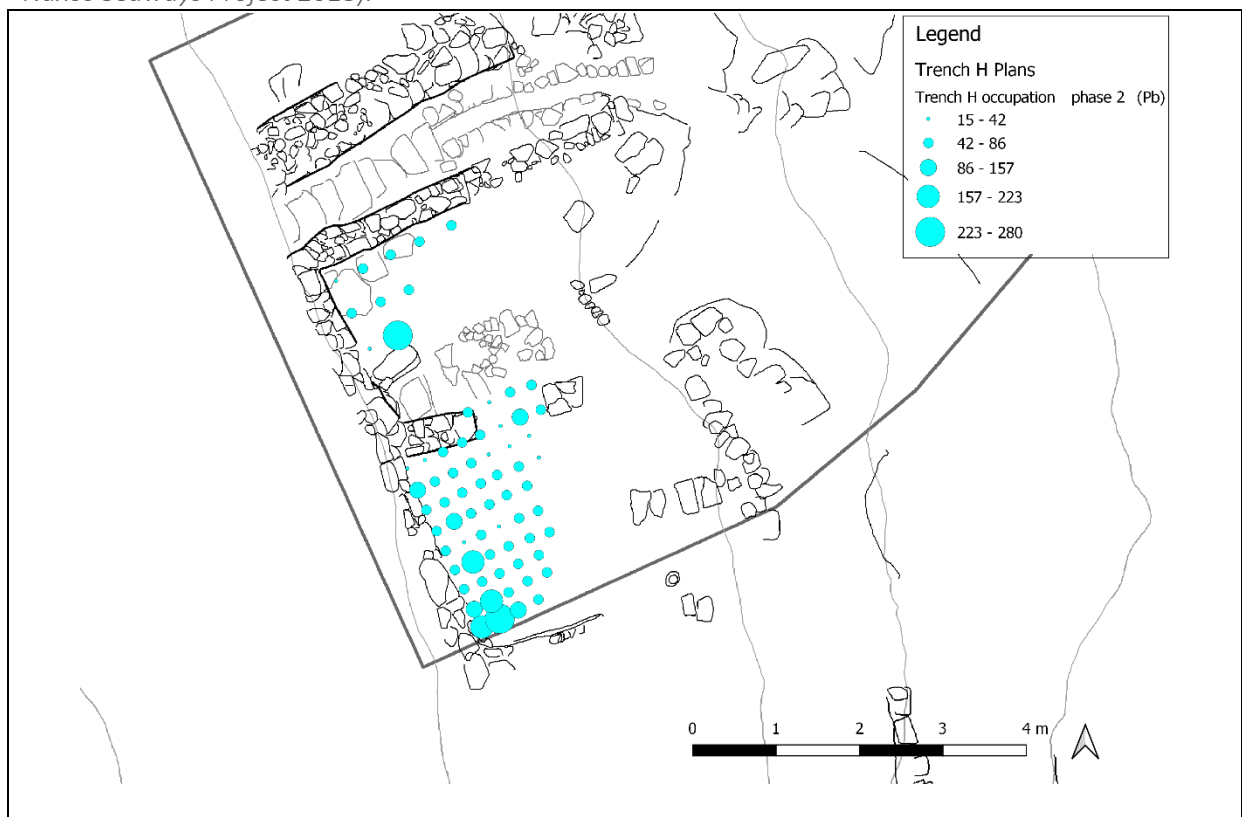 Legend
Trench H Plans
Trench H occupation phase 2 (Pb)
15 - 42
42 - 86
86 - 157
157 - 223
223 - 280
0 1 2 3 4 m